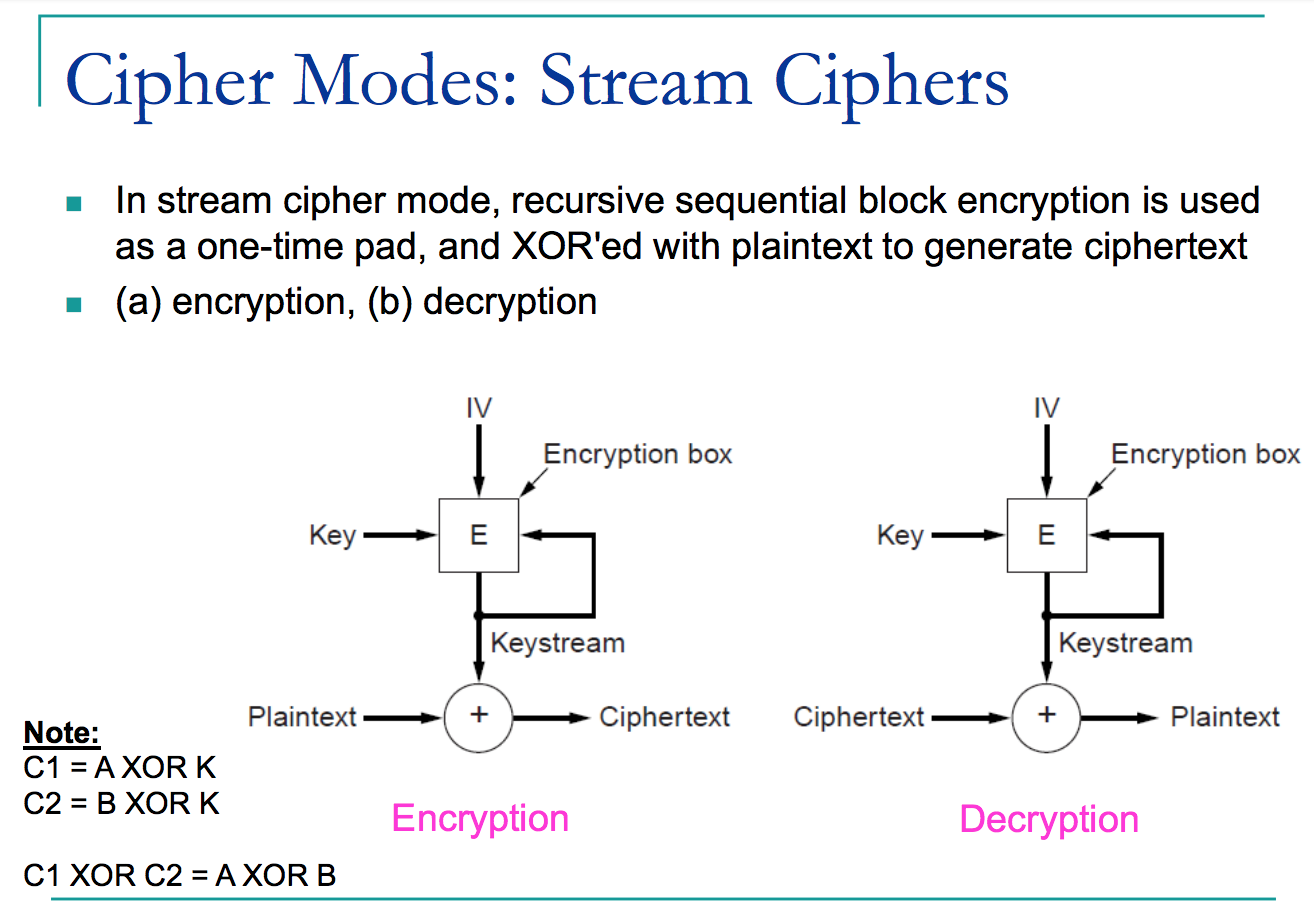 Cipher Modes: Stream Ciphers
In stream cipher mode, recursive sequential block encryption is used
as a one-time pad, and XOR'ed with plaintext to generate ciphertext
(a) encryption, (b) decryption
IV
Encryption box
Key
E
Keystream
Plaintext
+
Ciphertext
Encryption
IV
Encryption box
Key
E
Keystream
Ciphertext
+
Plaintext
Decryption
Note:
C1 = A XOR K
C2 = B XOR K
C1 XOR C2 = A XOR B